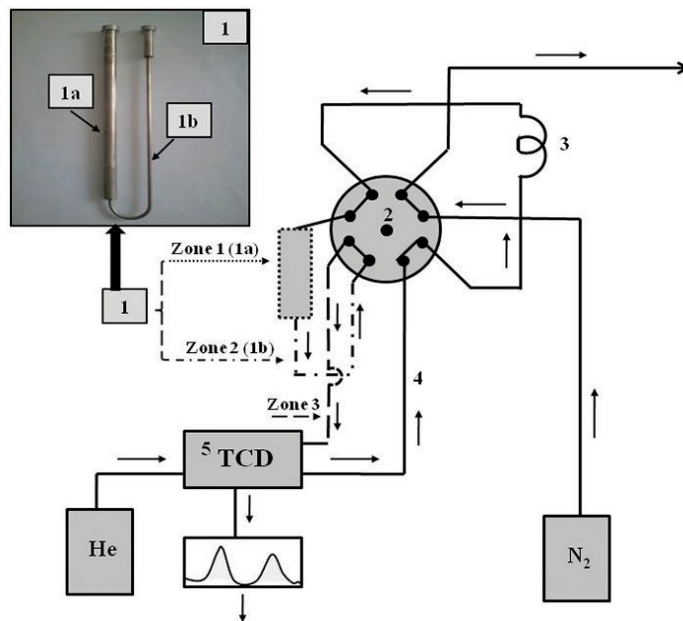 1
1a
1b
3
2
Zone 1 (1a)
1
Zone 2 (1b)
4
Zone 3
5 TCD
He
N₂